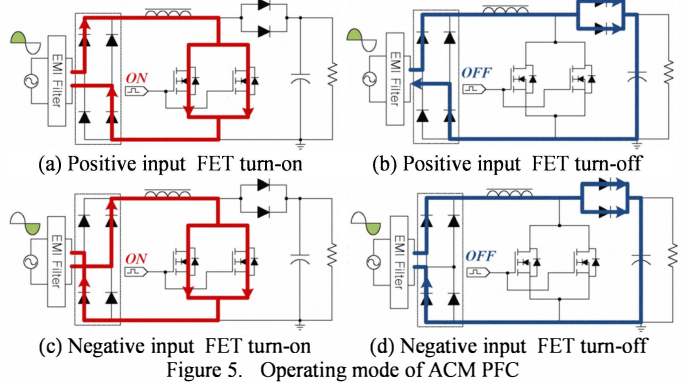 EMI Filter
ON
EMI Filter
OFF
(a) Positive input FET turn-on
(b) Positive input FET turn-off
EMI Filter
ON
EMI Filter
OFF
(c) Negative input FET turn-on
(d) Negative input FET turn-off
Figure 5. Operating mode of ACM PFC